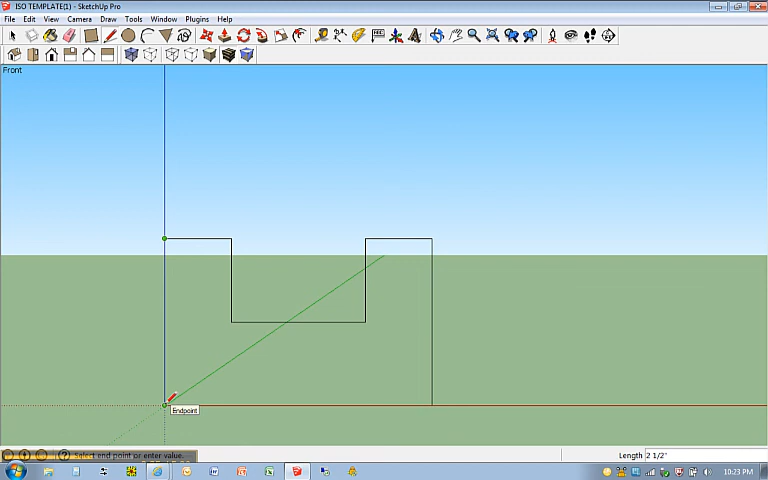 ISO TEMPLATE(1) - SketchUp Pro
File Edit View Camera Draw Tools Window Plugins Help
Front
Endpoint
Select end point or enter value.
Length 2 1/2"
10:23 PM